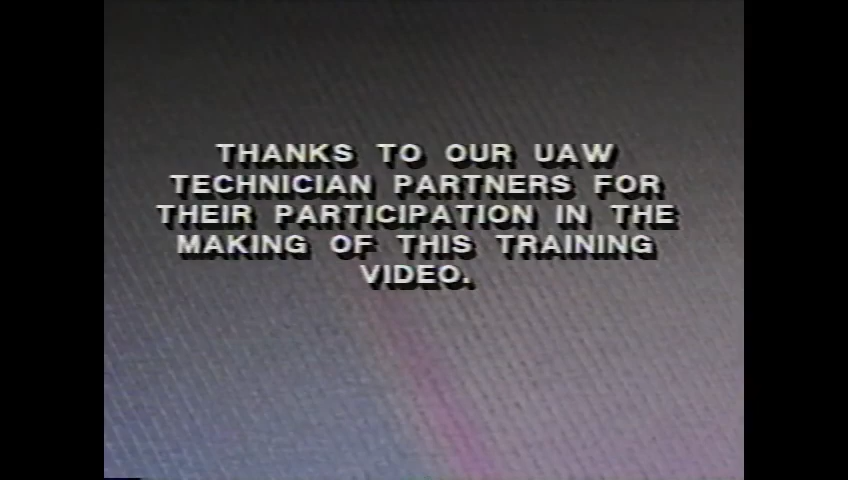 THANKS TO OUR UAW
TECHNICIAN PARTNERS FOR
THEIR PARTICIPATION IN THE
MAKING OF THIS TRAINING
VIDEO.